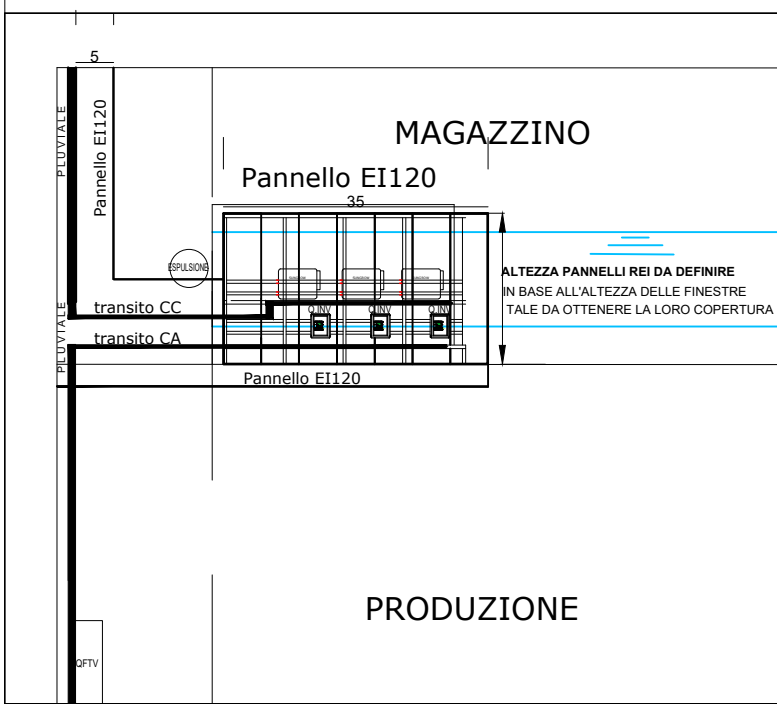 5
PLUVIALE
Pannello EI120
MAGAZZINO
Pannello EI120
35
ESPULSIONE
ALTEZZA PANNELLI REI DA DEFINIRE
IN BASE ALL'ALTEZZA DELLE FINESTRE
TALE DA OTTENERE LA LORO COPERTURA
transito CC
Q.INV
Q.INV
Q.INV
PLUVIALE
transito CA
Pannello EI120
PRODUZIONE
QFTV